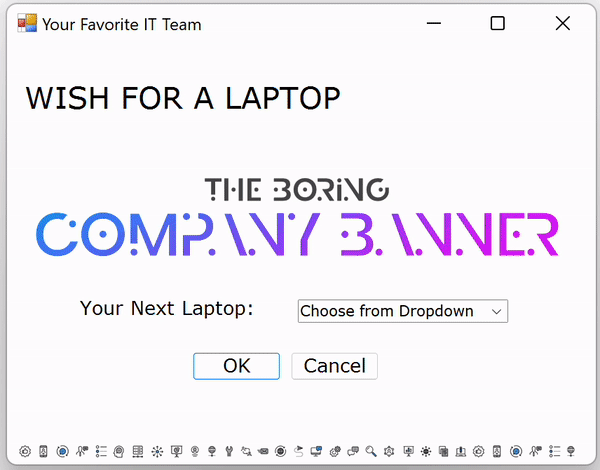 Your Favorite IT Team
WISH FOR A LAPTOP
THE BORING
COMPANY BANNER
Your Next Laptop: Choose from Dropdown
OK Cancel